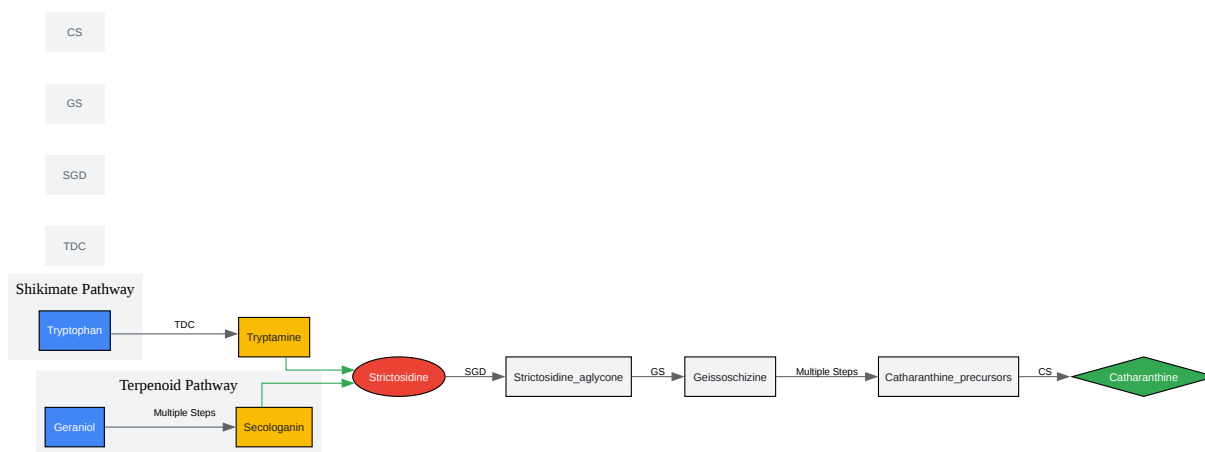 CS
GS
SGD
TDC
Shikimate Pathway
Tryptophan
TDC
Tryptamine
Terpenoid Pathway
Geraniol
Multiple Steps
Secologanin
Strictosidine
SGD
Strictosidine_aglycone
GS
Geissoschizine
Multiple Steps
Catharanthine_precursors
CS
Catharanthine